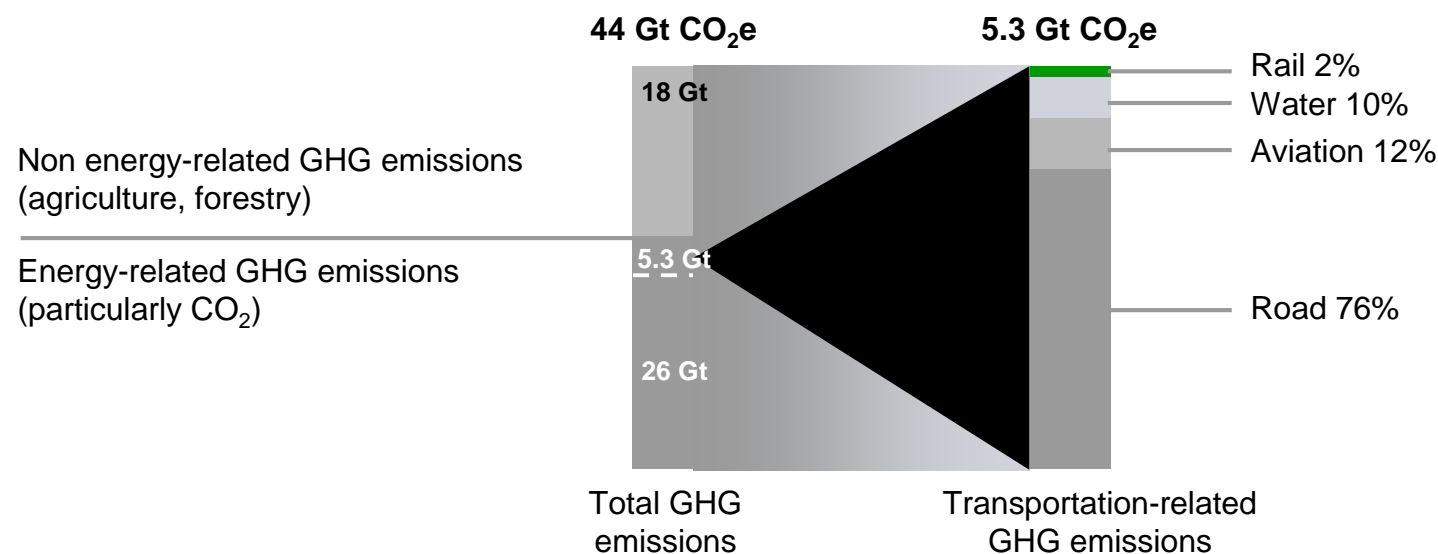 44 Gt CO₂e
5.3 Gt CO₂e
18 Gt
Rail 2%
Water 10%
Aviation 12%
Non energy-related GHG emissions
(agriculture, forestry)
5.3 Gt
Energy-related GHG emissions
(particularly CO₂)
Road 76%
26 Gt
Total GHG
emissions
Transportation-related
GHG emissions